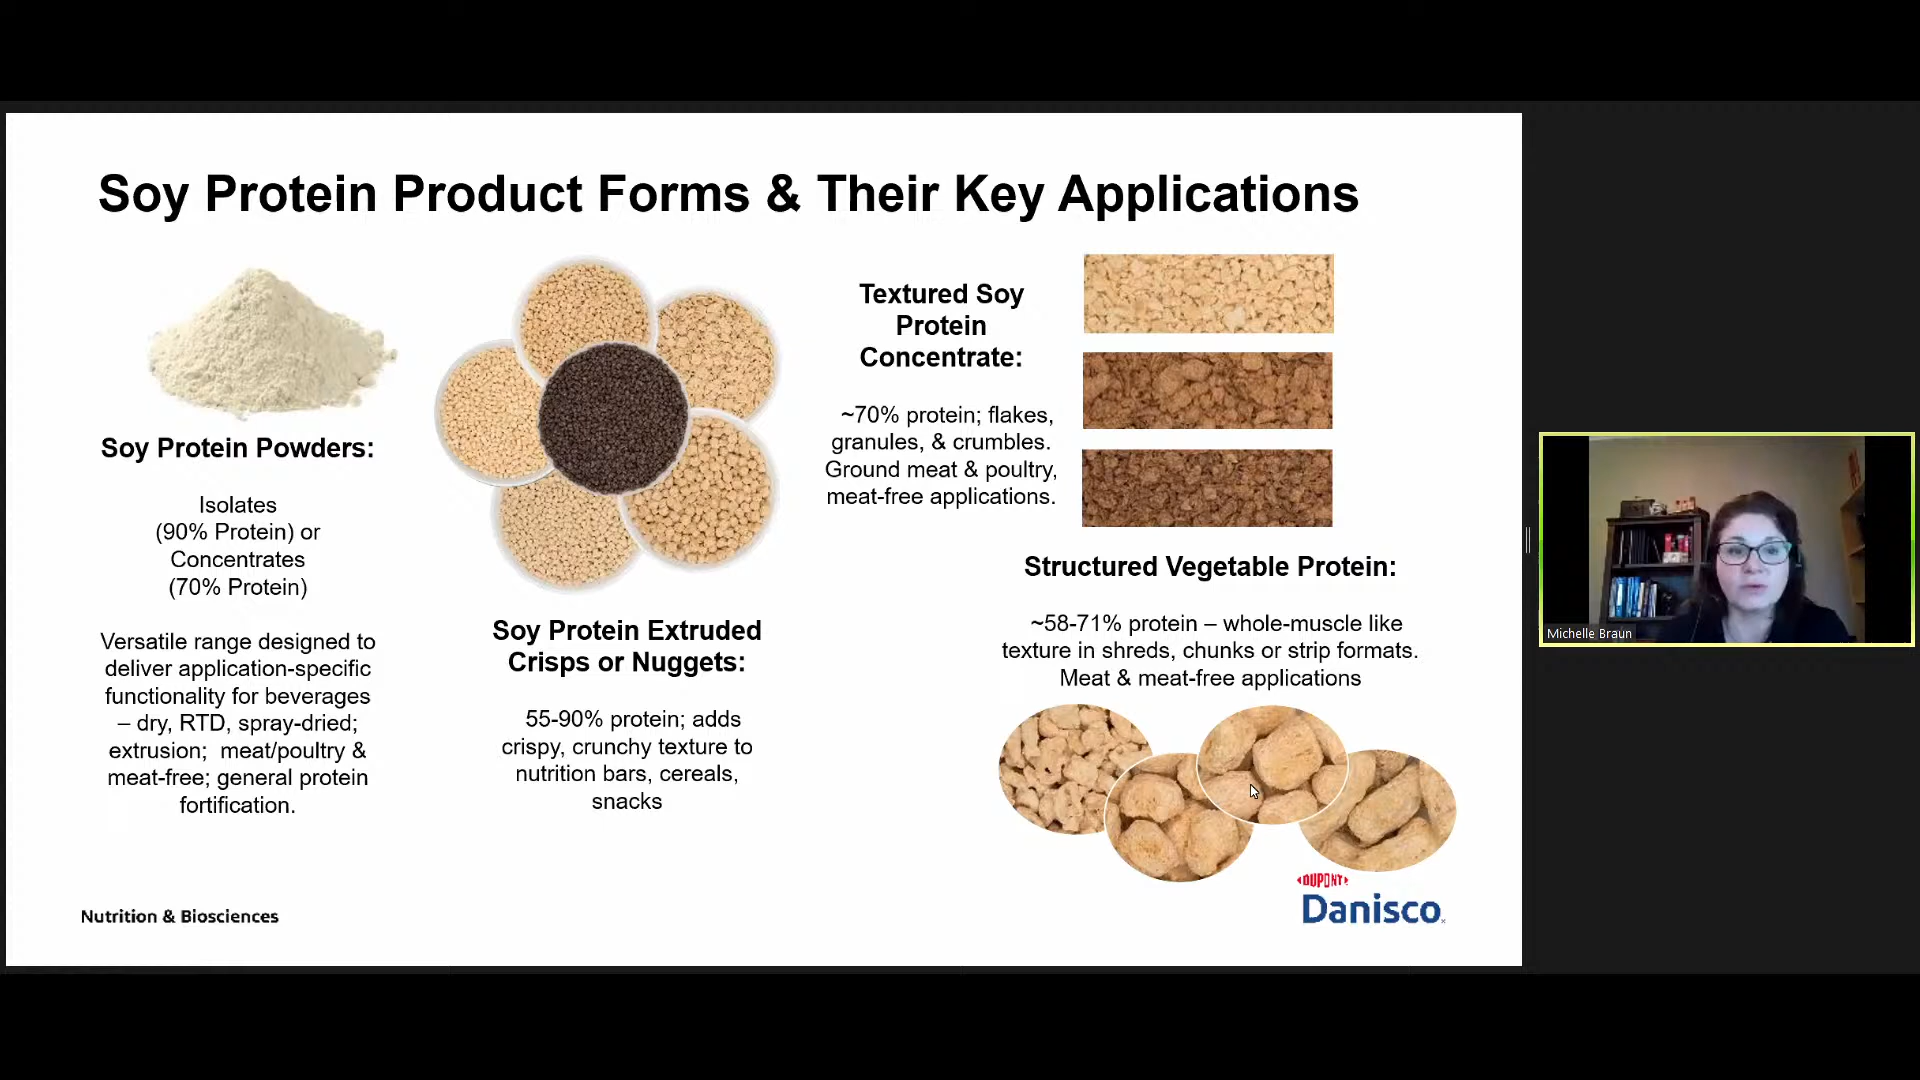 Soy Protein Product Forms & Their Key Applications
Soy Protein Powders:
Isolates
(90% Protein) or
Concentrates
(70% Protein)
Versatile range designed to
deliver application-specific
functionality for beverages
– dry, RTD, spray-dried;
extrusion; meat/poultry &
meat-free; general protein
fortification.
Soy Protein Extruded
Crisps or Nuggets:
55-90% protein; adds
crispy, crunchy texture to
nutrition bars, cereals,
snacks
Textured Soy
Protein
Concentrate:
~70% protein; flakes,
granules, & crumbles.
Ground meat & poultry,
meat-free applications.
Structured Vegetable Protein:
~58-71% protein – whole-muscle like
texture in shreds, chunks or strip formats.
Meat & meat-free applications
Nutrition & Biosciences
DUPONT
Danisco
Michelle Braun